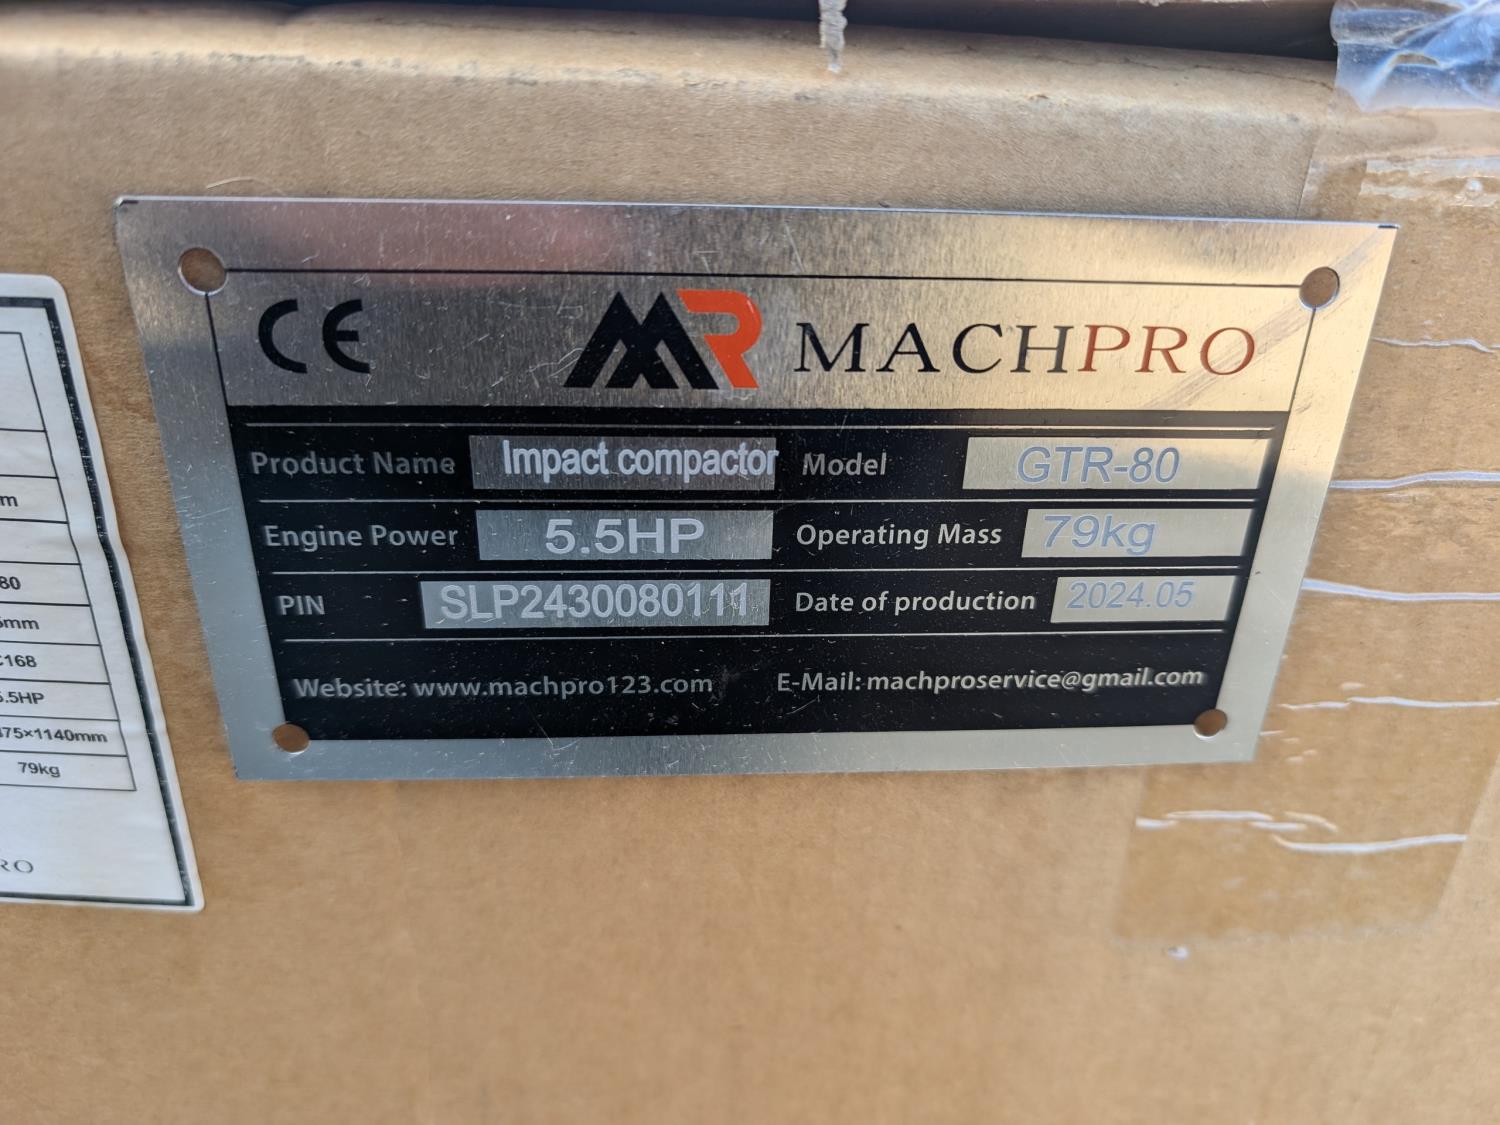 CE MR MACHPRO
Product Name Impact compactor Model GTR-80
Engine Power 5.5HP Operating Mass 79kg
PIN SLP2430080111 Date of production 2024.05
Website: www.machpro123.com E-Mail: machproservice@gmail.com
m
80
mm
168
5.5HP
75×1140mm
79kg
RO